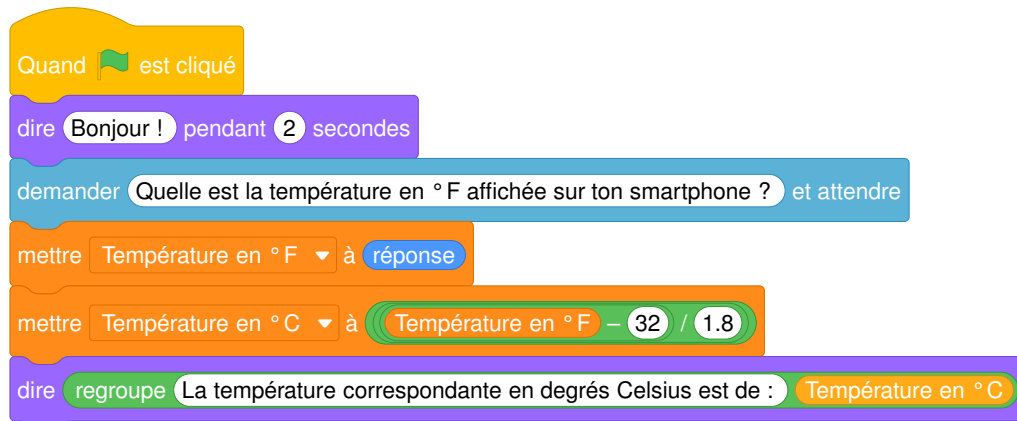 Quand est cliqué
dire Bonjour ! pendant 2 secondes
demander Quelle est la température en °F affichée sur ton smartphone ? et attendre
mettre Température en °F à réponse
mettre Température en °C à Température en °F – 32 / 1.8
dire regroupe La température correspondante en degrés Celsius est de : Température en °C